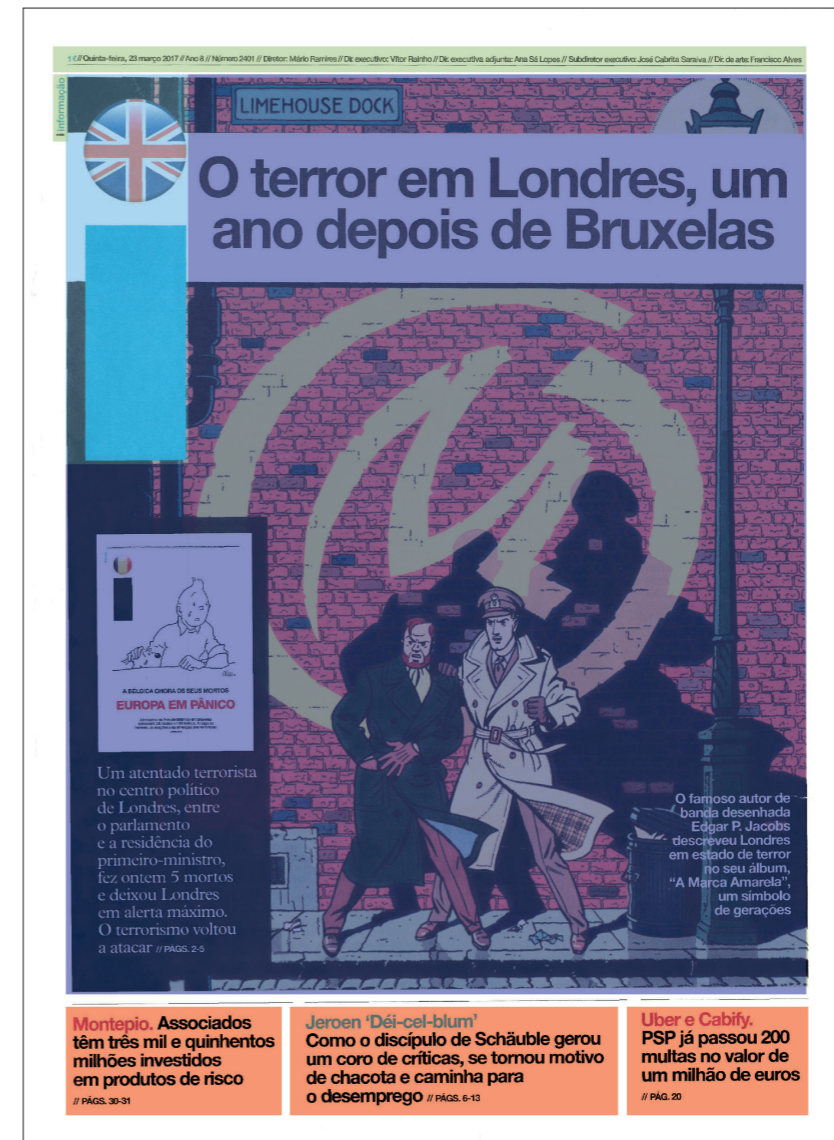 1€ // Quinta-feira, 23 março 2017 // Ano 8 // Número 2401 // Diretor: Mário Ramires // Dir. executivo: Vítor Rainho // Dir. executiva adjunta: Ana Sá Lopes // Subdiretor executivo: José Cabrita Saraiva // Dir. de arte: Francisco Alves
i informação
LIMEHOUSE DOCK
O terror em Londres, um
ano depois de Bruxelas
A BÉLGICA CHORA OS SEUS MORTOS
EUROPA EM PÂNICO
Um atentado terrorista
no centro político
de Londres, entre
o parlamento
e a residência do
primeiro-ministro,
fez ontem 5 mortos
e deixou Londres
em alerta máximo.
O terrorismo voltou
a atacar // PÁGS. 2-5
O famoso autor de
banda desenhada
Edgar P. Jacobs
descreveu Londres
em estado de terror
no seu álbum,
“A Marca Amarela”,
um símbolo
de gerações
Montepio. Associados
têm três mil e quinhentos
milhões investidos
em produtos de risco
// PÁGS. 30-31
Jeroen ‘Déi-cel-blum’
Como o discípulo de Schäuble gerou
um coro de críticas, se tornou motivo
de chacota e caminha para
o desemprego // PÁGS. 6-13
Uber e Cabify.
PSP já passou 200
multas no valor de
um milhão de euros
// PÁG. 20